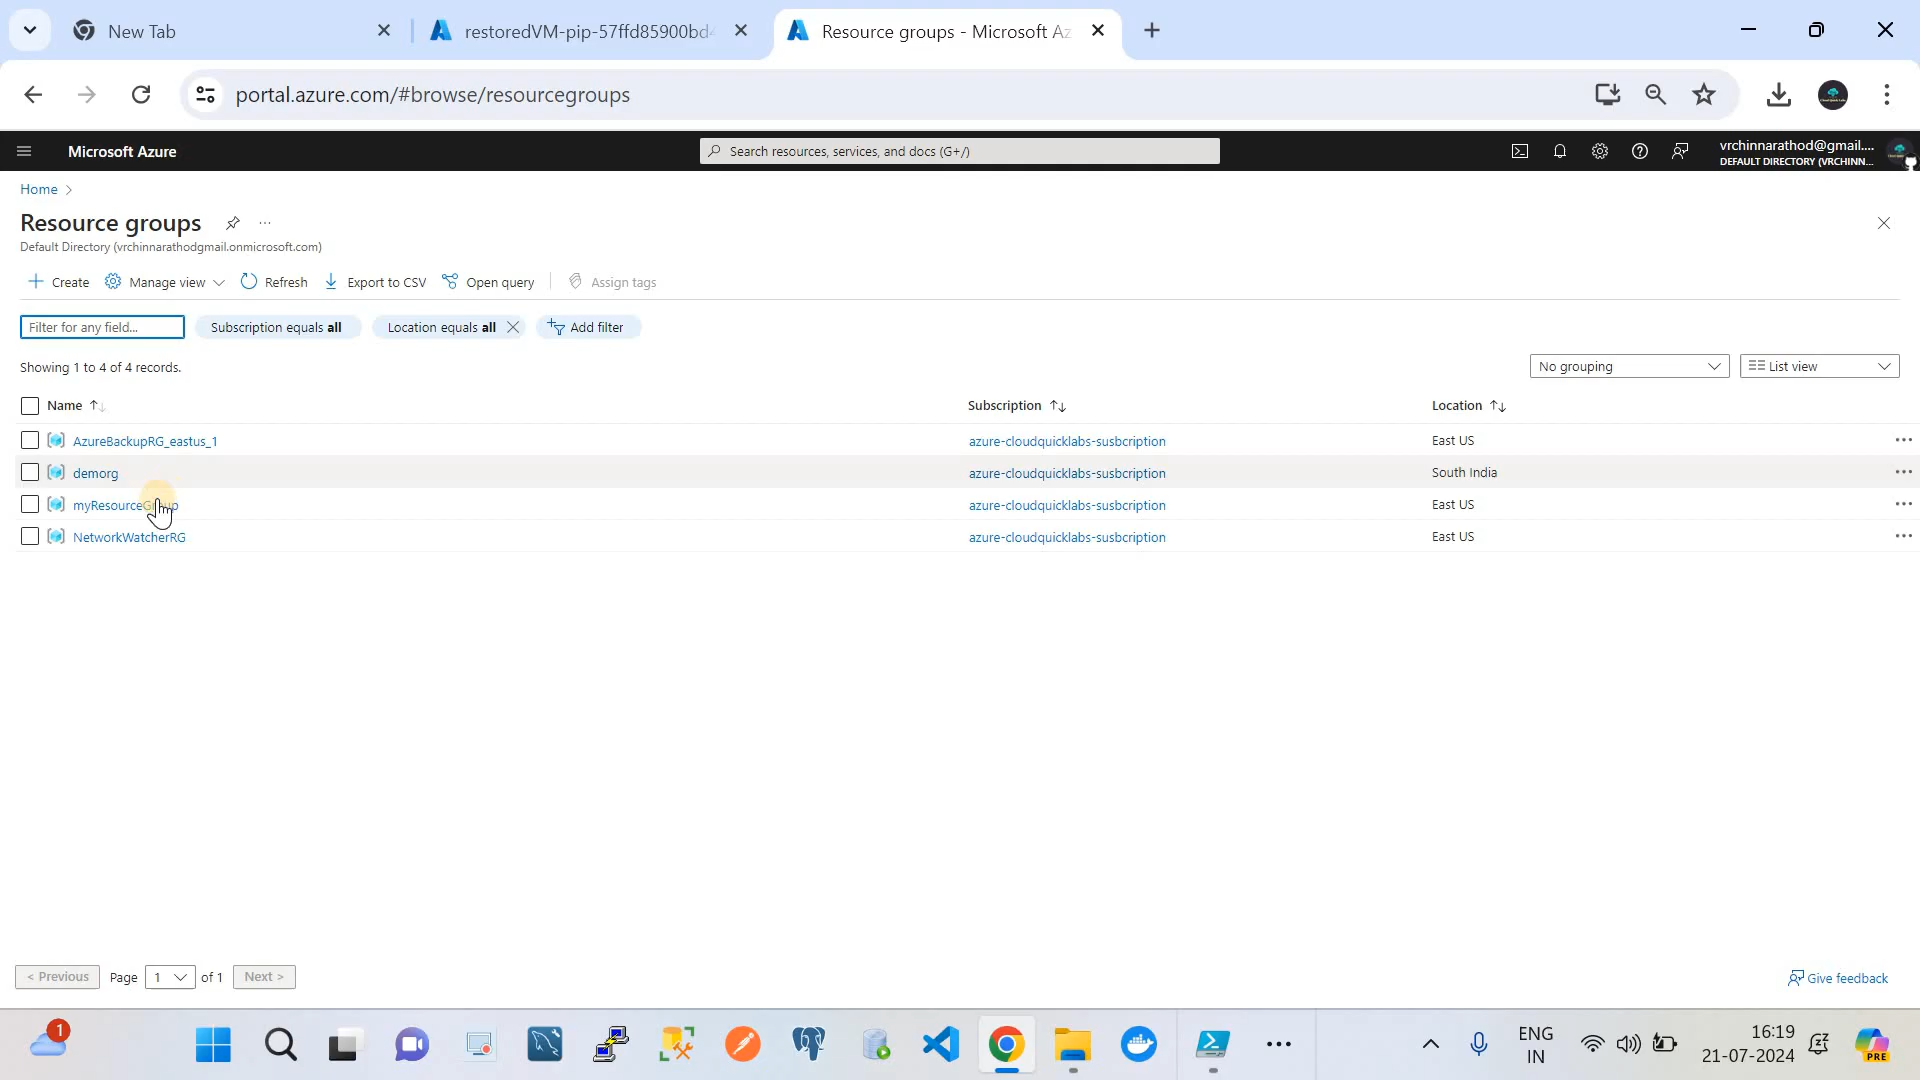 New Tab
restoredVM-pip-57ffd85900bd4
Resource groups - Microsoft Az
portal.azure.com/#browse/resourcegroups
Microsoft Azure
Search resources, services, and docs (G+/)
vrchinnarathod@gmail....
DEFAULT DIRECTORY (VRCHINN...
Home >
Resource groups ...
Default Directory (vrchinnarathodgmail.onmicrosoft.com)
+ Create Manage view Refresh Export to CSV Open query Assign tags
Filter for any field... Subscription equals all Location equals all Add filter
Showing 1 to 4 of 4 records.
No grouping List view
Name Subscription Location
AzureBackupRG_eastus_1 azure-cloudquicklabs-susbcription East US ...
demorg azure-cloudquicklabs-susbcription South India ...
myResourceGroup azure-cloudquicklabs-susbcription East US ...
NetworkWatcherRG azure-cloudquicklabs-susbcription East US ...
< Previous Page 1 of 1 Next >
Give feedback
1
ENG
IN
16:19
21-07-2024
PRE